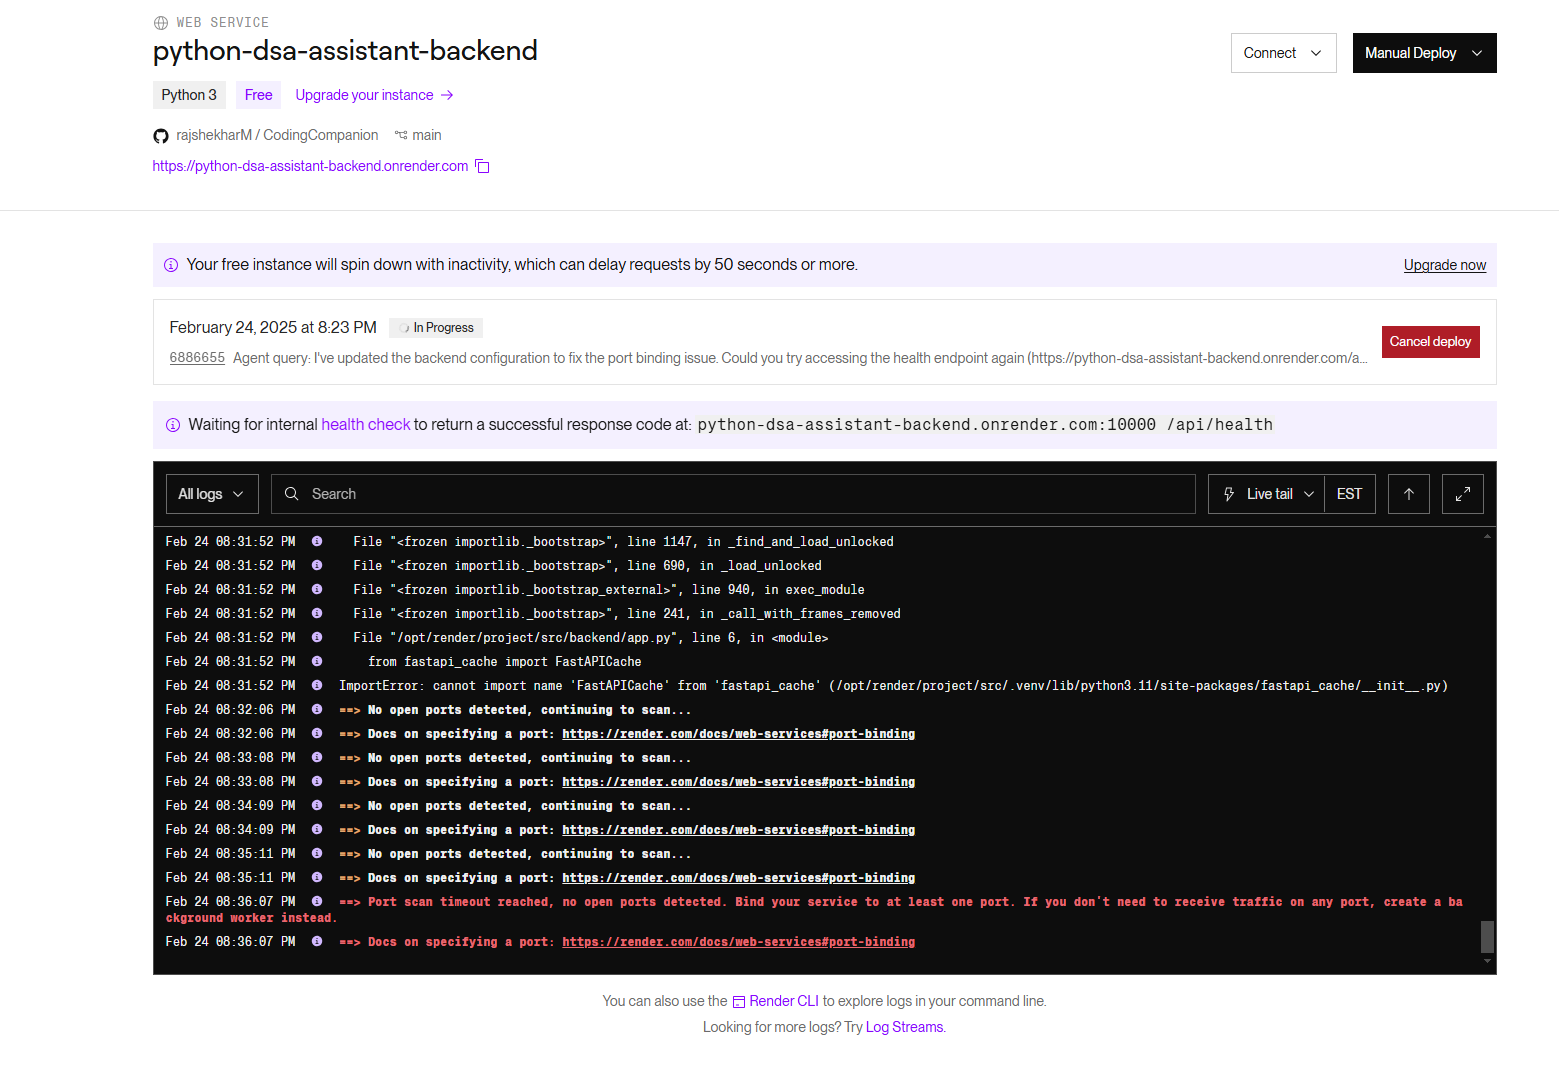 WEB SERVICE
python-dsa-assistant-backend
Connect
Manual Deploy
Python 3
Free
Upgrade your instance →
rajshekharM / CodingCompanion
main
https://python-dsa-assistant-backend.onrender.com
Your free instance will spin down with inactivity, which can delay requests by 50 seconds or more.
Upgrade now
February 24, 2025 at 8:23 PM
In Progress
6886655 Agent query: I've updated the backend configuration to fix the port binding issue. Could you try accessing the health endpoint again (https://python-dsa-assistant-backend.onrender.com/a...
Cancel deploy
Waiting for internal health check to return a successful response code at: python-dsa-assistant-backend.onrender.com:10000 /api/health
All logs
Search
Live tail
EST
Feb 24 08:31:52 PM File "<frozen importlib._bootstrap>", line 1147, in _find_and_load_unlocked
Feb 24 08:31:52 PM File "<frozen importlib._bootstrap>", line 690, in _load_unlocked
Feb 24 08:31:52 PM File "<frozen importlib._bootstrap_external>", line 940, in exec_module
Feb 24 08:31:52 PM File "<frozen importlib._bootstrap>", line 241, in _call_with_frames_removed
Feb 24 08:31:52 PM File "/opt/render/project/src/backend/app.py", line 6, in <module>
Feb 24 08:31:52 PM from fastapi_cache import FastAPICache
Feb 24 08:31:52 PM ImportError: cannot import name 'FastAPICache' from 'fastapi_cache' (/opt/render/project/src/.venv/lib/python3.11/site-packages/fastapi_cache/__init__.py)
Feb 24 08:32:06 PM ==> No open ports detected, continuing to scan...
Feb 24 08:32:06 PM ==> Docs on specifying a port: https://render.com/docs/web-services#port-binding
Feb 24 08:33:08 PM ==> No open ports detected, continuing to scan...
Feb 24 08:33:08 PM ==> Docs on specifying a port: https://render.com/docs/web-services#port-binding
Feb 24 08:34:09 PM ==> No open ports detected, continuing to scan...
Feb 24 08:34:09 PM ==> Docs on specifying a port: https://render.com/docs/web-services#port-binding
Feb 24 08:35:11 PM ==> No open ports detected, continuing to scan...
Feb 24 08:35:11 PM ==> Docs on specifying a port: https://render.com/docs/web-services#port-binding
Feb 24 08:36:07 PM ==> Port scan timeout reached, no open ports detected. Bind your service to at least one port. If you don't need to receive traffic on any port, create a ba
ckground worker instead.
Feb 24 08:36:07 PM ==> Docs on specifying a port: https://render.com/docs/web-services#port-binding
You can also use the Render CLI to explore logs in your command line.
Looking for more logs? Try Log Streams.